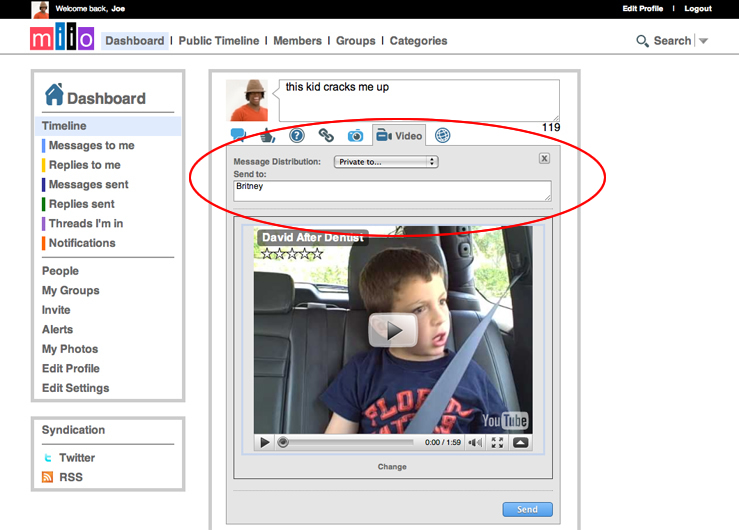 Welcome back, Joe
Edit Profile | Logout
miio
Dashboard | Public Timeline | Members | Groups | Categories
Search
Dashboard
Timeline
Messages to me
Replies to me
Messages sent
Replies sent
Threads I'm in
Notifications
People
My Groups
Invite
Alerts
My Photos
Edit Profile
Edit Settings
Syndication
Twitter
RSS
this kid cracks me up
119
Video
Message Distribution: Private to...
X
Send to:
Britney
David After Dentist
FLORIDA
YouTube
0:00 / 1:59
Change
Send